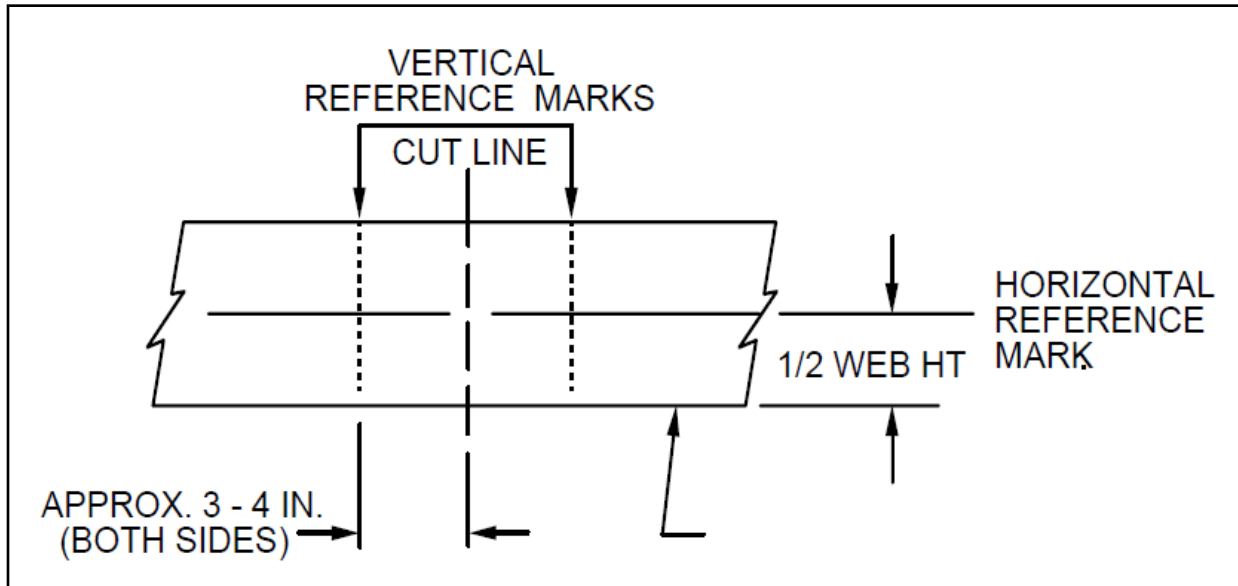 VERTICAL
REFERENCE MARKS
CUT LINE
HORIZONTAL
REFERENCE
MARK.
1/2 WEB HT
APPROX. 3 - 4 IN.
(BOTH SIDES)